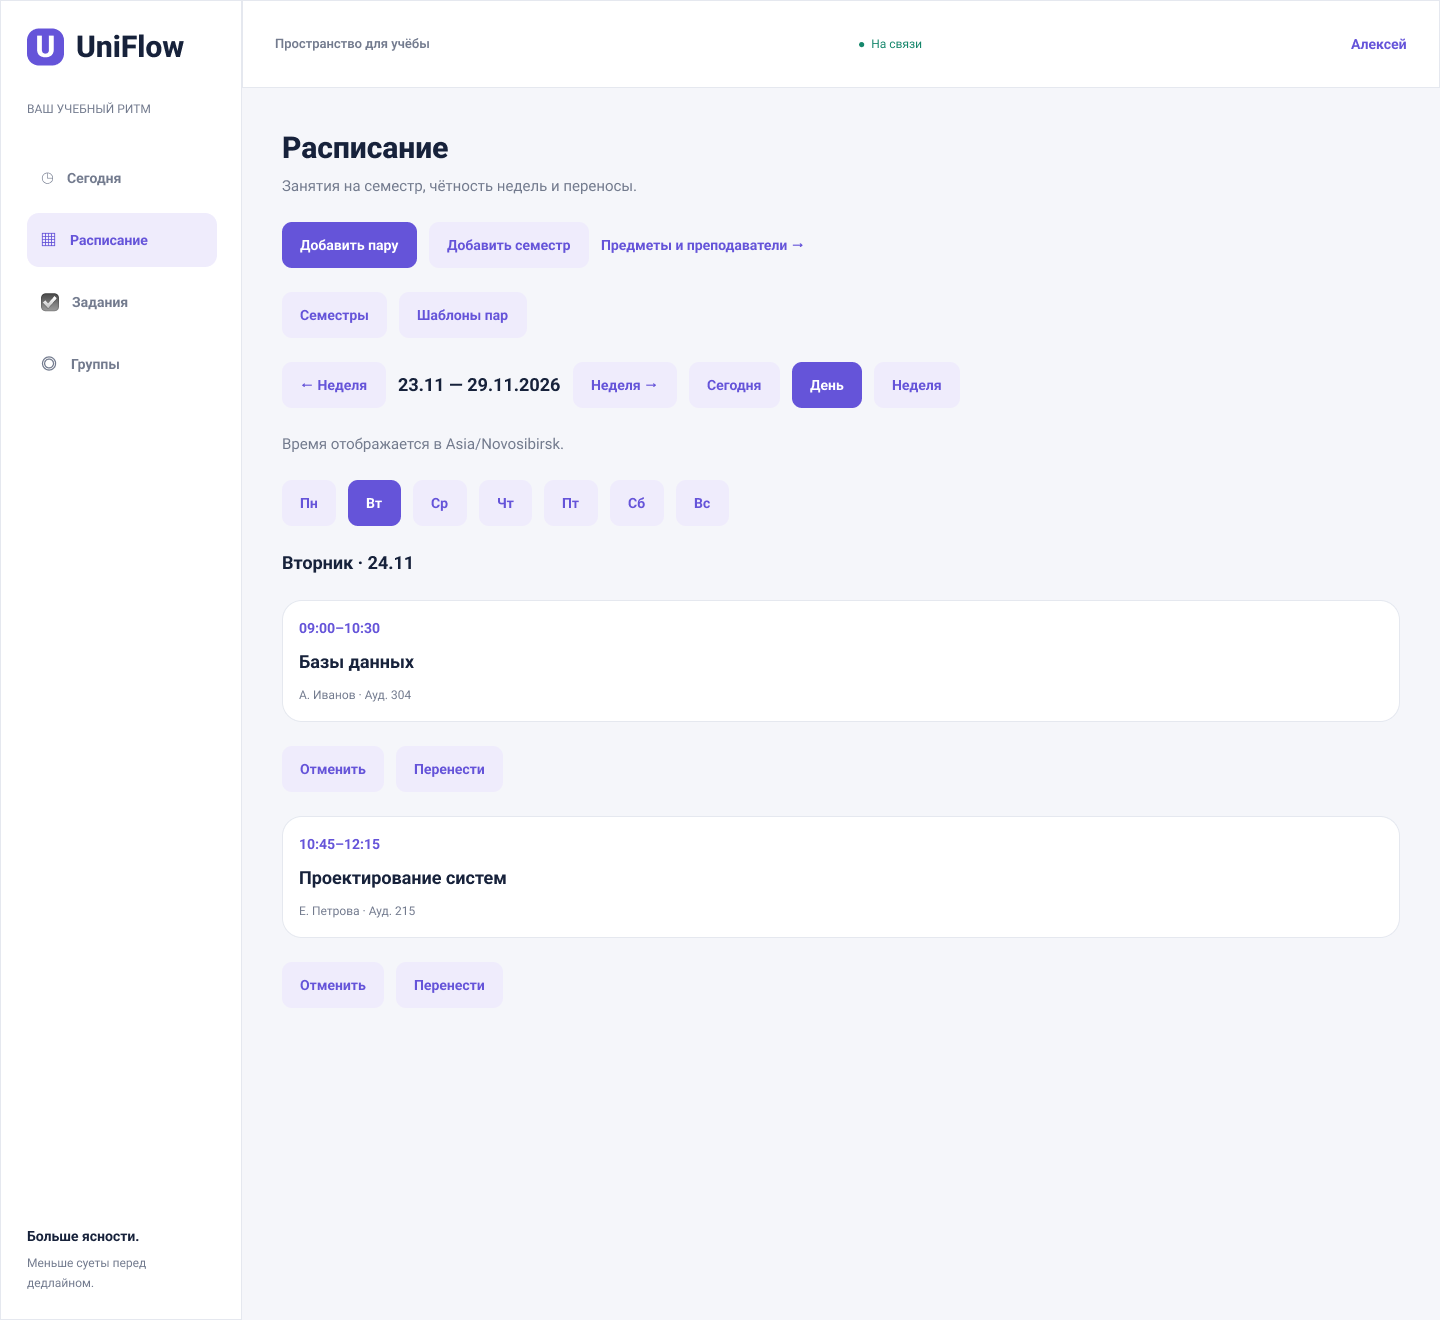 U UniFlow
ВАШ УЧЕБНЫЙ РИТМ
Сегодня
Расписание
Задания
Группы
Больше ясности.
Меньше суеты перед
дедлайном.
Пространство для учёбы
На связи
Алексей
Расписание
Занятия на семестр, чётность недель и переносы.
Добавить пару Добавить семестр Предметы и преподаватели →
Семестры Шаблоны пар
← Неделя 23.11 — 29.11.2026 Неделя → Сегодня День Неделя
Время отображается в Asia/Novosibirsk.
Пн Вт Ср Чт Пт Сб Вс
Вторник · 24.11
09:00–10:30
Базы данных
А. Иванов · Ауд. 304
Отменить Перенести
10:45–12:15
Проектирование систем
Е. Петрова · Ауд. 215
Отменить Перенести